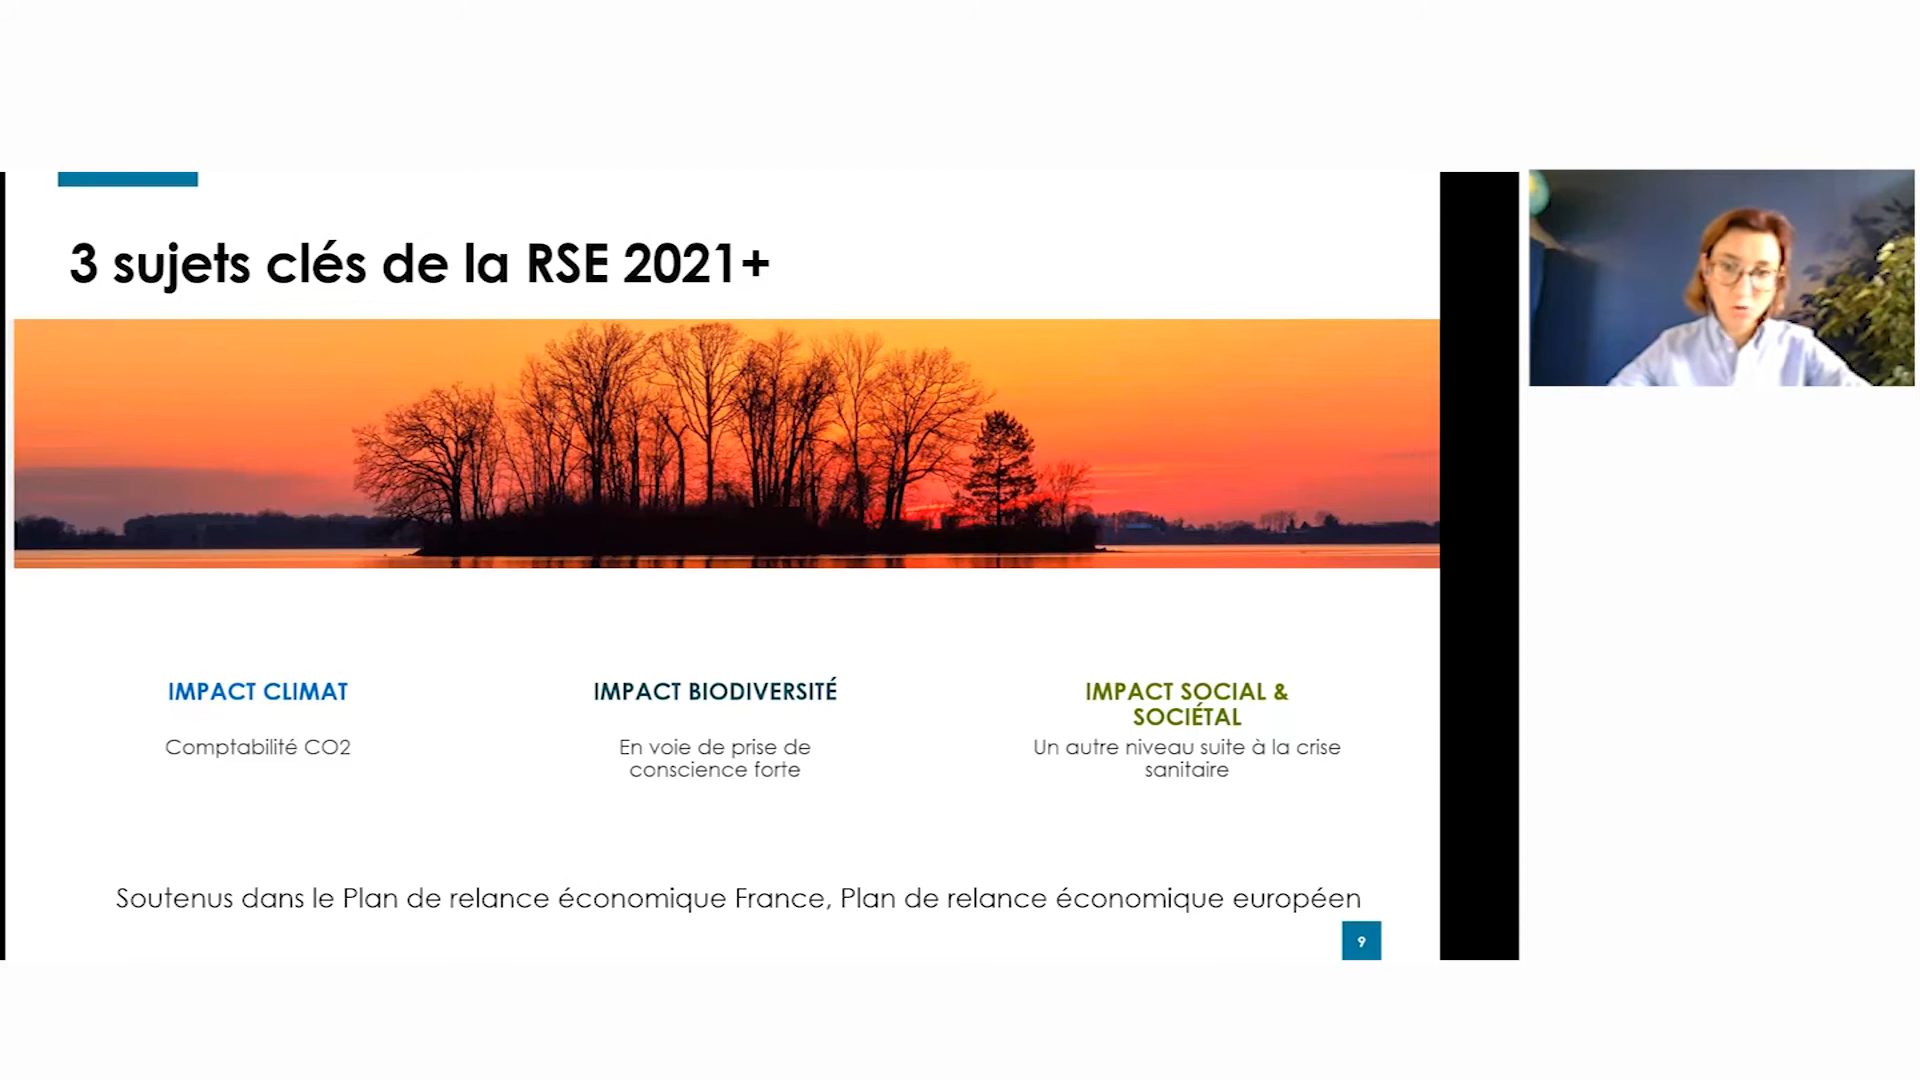 3 sujets clés de la RSE 2021+
IMPACT CLIMAT
Comptabilité CO2
IMPACT BIODIVERSITÉ
En voie de prise de
conscience forte
IMPACT SOCIAL &
SOCIÉTAL
Un autre niveau suite à la crise
sanitaire
Soutenus dans le Plan de relance économique France, Plan de relance économique européen
9